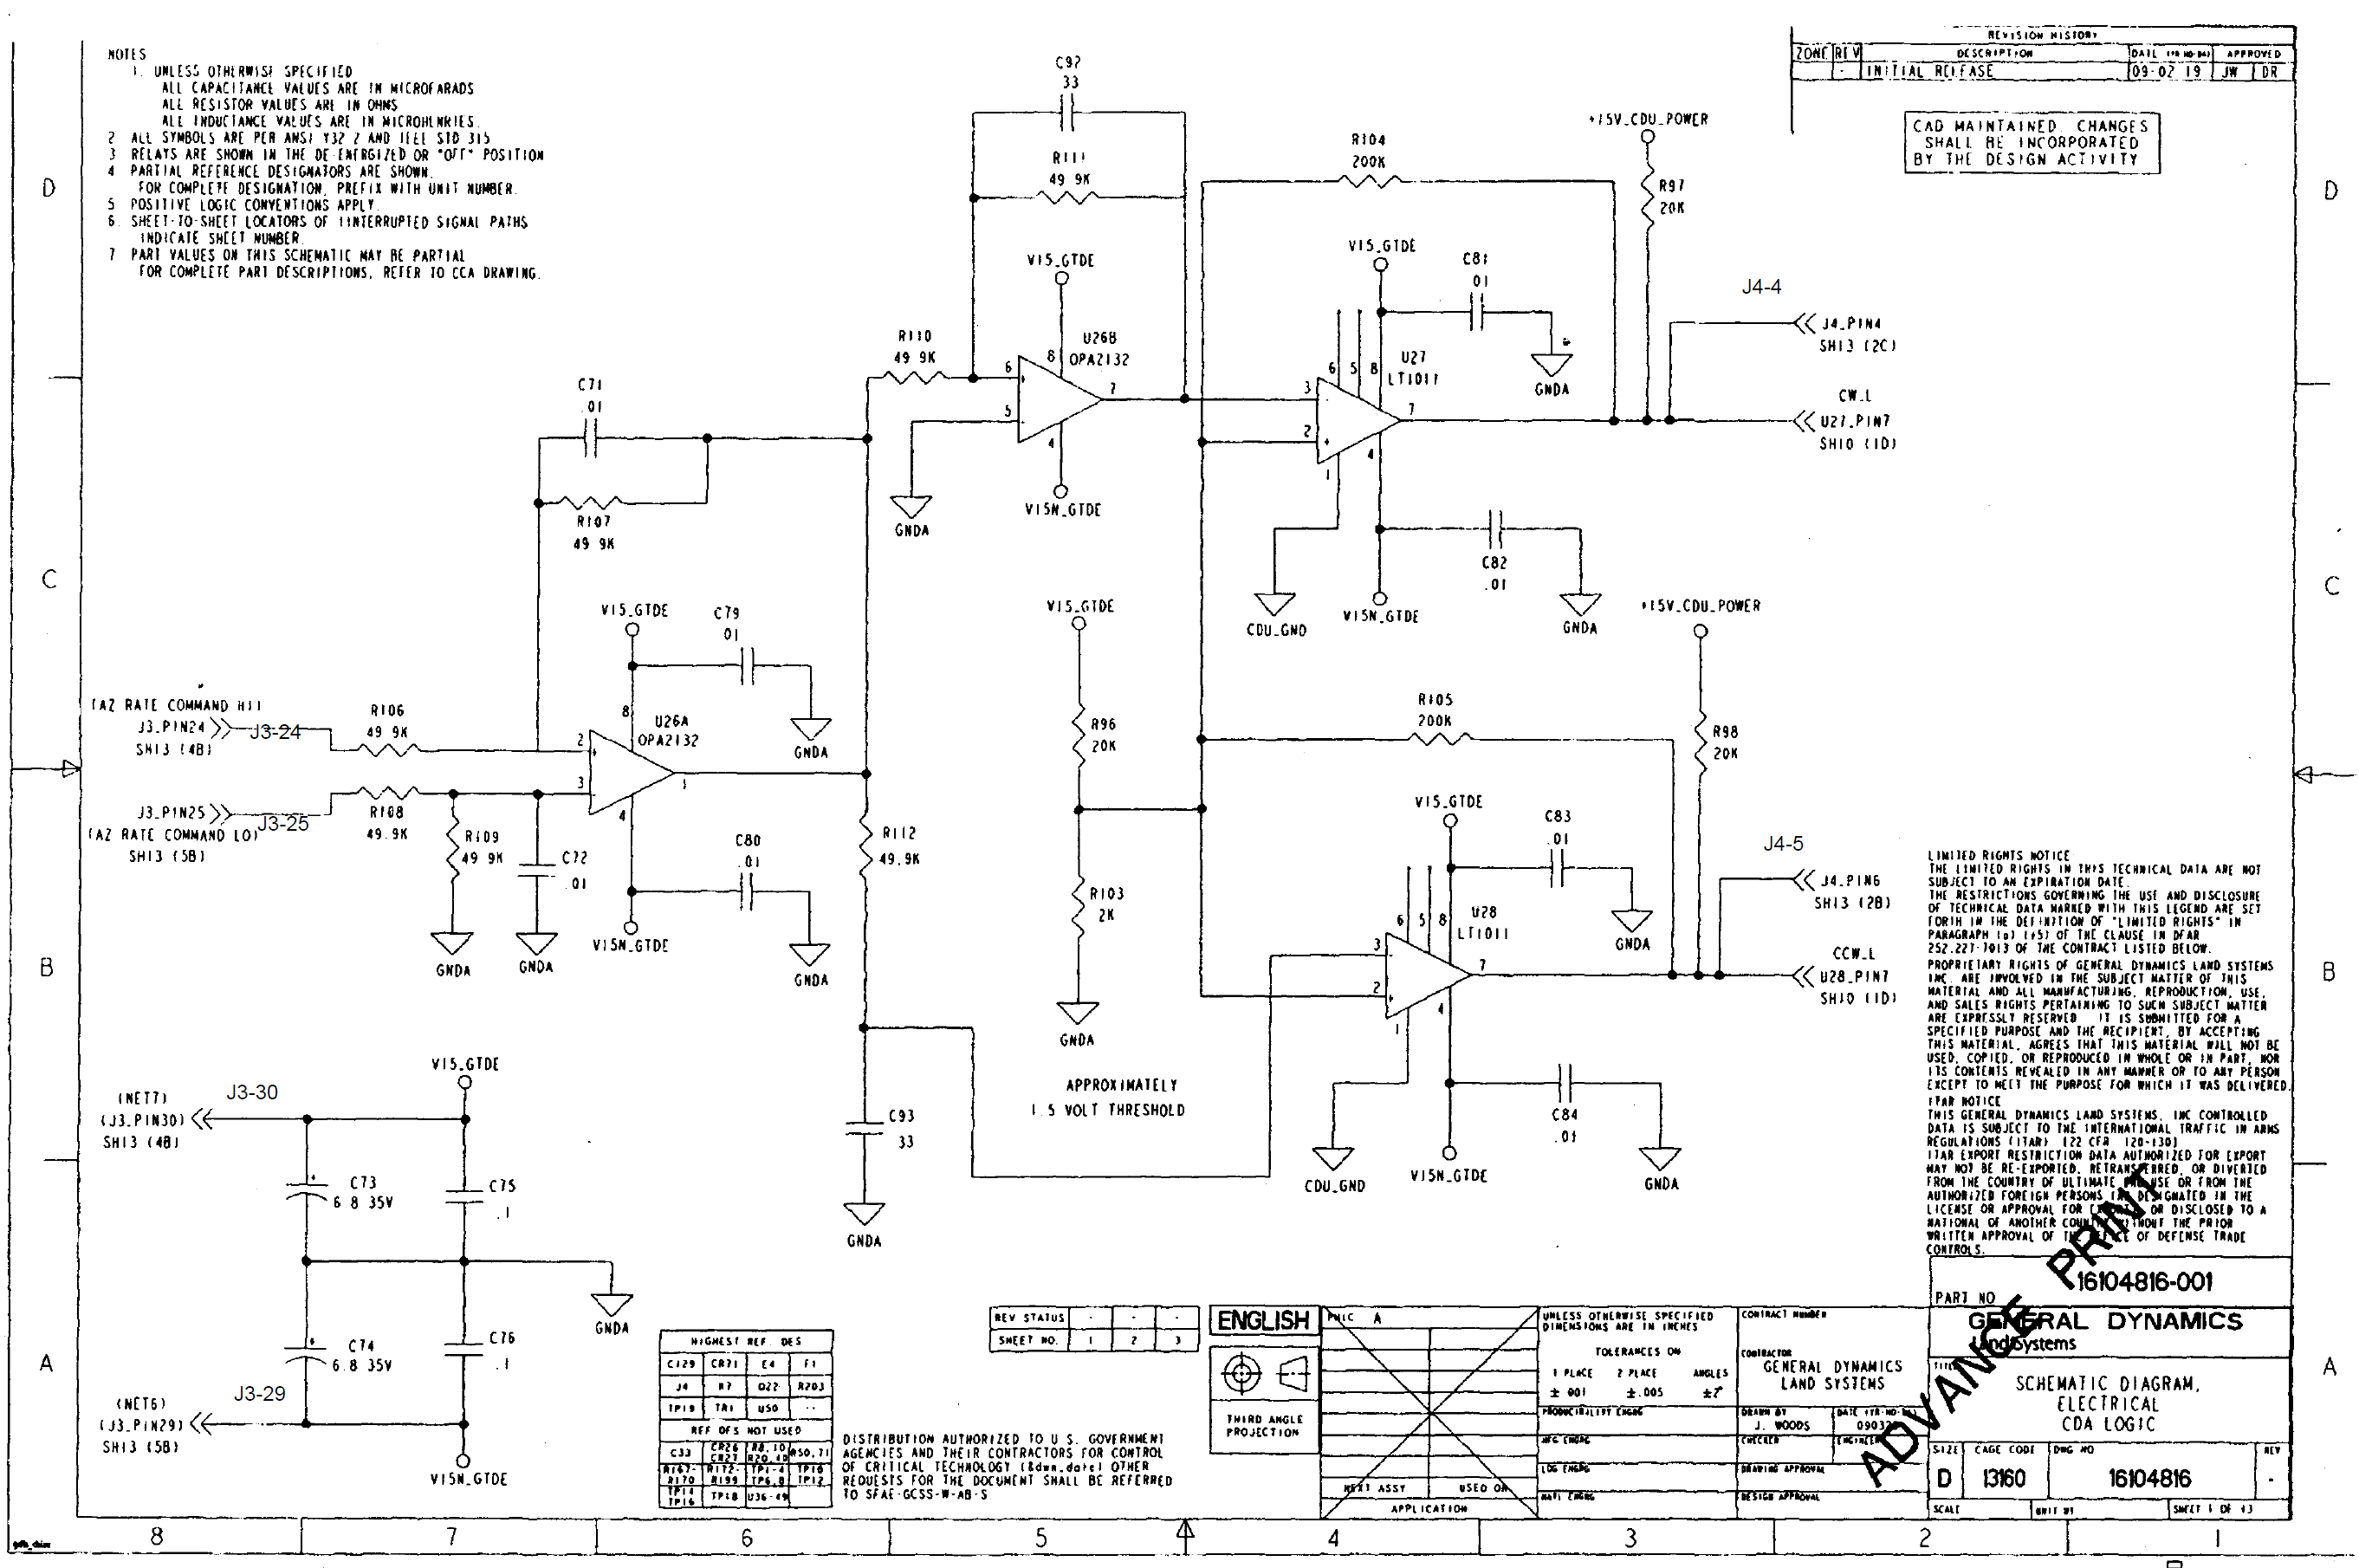 NOTES
1. UNLESS OTHERWISE SPECIFIED
ALL CAPACITANCE VALUES ARE IN MICROFARADS
ALL RESISTOR VALUES ARE IN OHMS
ALL INDUCTANCE VALUES ARE IN MICROHENRIES.
2 ALL SYMBOLS ARE PER ANSI Y32 2 AND IEEE STD 315
3 RELAYS ARE SHOWN IN THE DE-ENERGIZED OR "OFF" POSITION
4 PARTIAL REFERENCE DESIGNATORS ARE SHOWN.
FOR COMPLETE DESIGNATION, PREFIX WITH UNIT NUMBER.
5 POSITIVE LOGIC CONVENTIONS APPLY.
6. SHEET-TO-SHEET LOCATORS OF INTERRUPTED SIGNAL PATHS
INDICATE SHEET NUMBER.
7 PART VALUES ON THIS SCHEMATIC MAY BE PARTIAL
FOR COMPLETE PART DESCRIPTIONS, REFER TO CCA DRAWING.
REVISION HISTORY
ZONE REV DESCRIPTION DATE (YR-MO-DA) APPROVED
- INITIAL RELEASE 09-02 19 JW DR
CAD MAINTAINED. CHANGES
SHALL BE INCORPORATED
BY THE DESIGN ACTIVITY
C92
33
R111
49 9K
R104
200K
+15V_CDU_POWER
R97
20K
V15_GTDE
U26B
OPA2132
8
6
5
7
4
V15N_GTDE
R110
49 9K
GNDA
V15_GTDE
C81
01
GNDA
U27
LT1011
6 5 8
3
2
7
1
4
CDU_GND
V15N_GTDE
C82
.01
GNDA
J4-4
J4_PIN4
SH13 (2C)
CW_L
U27_PIN7
SH10 (1D)
C71
.01
R107
49 9K
V15_GTDE
C79
01
GNDA
U26A
OPA2132
8
2
3
1
4
(AZ RATE COMMAND HI)
J3_PIN24
J3-24
SH13 (4B)
R106
49 9K
J3_PIN25
J3-25
(AZ RATE COMMAND LO)
SH13 (5B)
R108
49.9K
R109
49 9K
C72
.01
GNDA
GNDA
C80
.01
V15N_GTDE
GNDA
R112
49.9K
C93
33
GNDA
V15_GTDE
R96
20K
R103
2K
GNDA
APPROXIMATELY
1.5 VOLT THRESHOLD
R105
200K
+15V_CDU_POWER
R98
20K
V15_GTDE
C83
.01
GNDA
U28
LT1011
6 5 8
3
2
7
1
4
CDU_GND
V15N_GTDE
C84
.01
GNDA
J4-5
J4_PIN6
SH13 (2B)
CCW_L
U28_PIN7
SH10 (1D)
(NET7)
(J3_PIN30)
J3-30
SH13 (4B)
V15_GTDE
C73
6 8 35V
C75
.1
GNDA
C74
6.8 35V
C76
.1
(NET6)
(J3_PIN29)
J3-29
SH13 (5B)
V15N_GTDE
LIMITED RIGHTS NOTICE
THE LIMITED RIGHTS IN THIS TECHNICAL DATA ARE NOT
SUBJECT TO AN EXPIRATION DATE.
THE RESTRICTIONS GOVERNING THE USE AND DISCLOSURE
OF TECHNICAL DATA MARKED WITH THIS LEGEND ARE SET
FORTH IN THE DEFINITION OF "LIMITED RIGHTS" IN
PARAGRAPH (a) (15) OF THE CLAUSE IN DFAR
252.227-7013 OF THE CONTRACT LISTED BELOW.
PROPRIETARY RIGHTS OF GENERAL DYNAMICS LAND SYSTEMS
INC. ARE INVOLVED IN THE SUBJECT MATTER OF THIS
MATERIAL AND ALL MANUFACTURING, REPRODUCTION, USE,
AND SALES RIGHTS PERTAINING TO SUCH SUBJECT MATTER
ARE EXPRESSLY RESERVED IT IS SUBMITTED FOR A
SPECIFIED PURPOSE AND THE RECIPIENT, BY ACCEPTING
THIS MATERIAL, AGREES THAT THIS MATERIAL WILL NOT BE
USED, COPIED, OR REPRODUCED IN WHOLE OR IN PART, NOR
ITS CONTENTS REVEALED IN ANY MANNER OR TO ANY PERSON
EXCEPT TO MEET THE PURPOSE FOR WHICH IT WAS DELIVERED.
ITAR NOTICE
THIS GENERAL DYNAMICS LAND SYSTEMS, INC CONTROLLED
DATA IS SUBJECT TO THE INTERNATIONAL TRAFFIC IN ARMS
REGULATIONS (ITAR) (22 CFR 120-130)
ITAR EXPORT RESTRICTION DATA AUTHORIZED FOR EXPORT
MAY NOT BE RE-EXPORTED, RETRANSFERRED, OR DIVERTED
FROM THE COUNTRY OF ULTIMATE USE OR FROM THE
AUTHORIZED FOREIGN PERSONS DESIGNATED IN THE
LICENSE OR APPROVAL FOR OR DISCLOSED TO A
NATIONAL OF ANOTHER COUNTRY WITHOUT THE PRIOR
WRITTEN APPROVAL OF THE OFFICE OF DEFENSE TRADE
CONTROLS.
ADVANCE PRINT
PART NO 16104816-001
GENERAL DYNAMICS
Land Systems
TITLE
SCHEMATIC DIAGRAM,
ELECTRICAL
CDA LOGIC
SIZE D
CAGE CODE 13160
DWG NO 16104816
REV -
SCALE
UNIT WT
SHEET 1 OF 13
HIGHEST REF DES
C129 CR71 E4 F1
J4 K7 Q22 R203
TP19 TR1 U50 --
REF DES NOT USED
C33
TP18 U36-49
DISTRIBUTION AUTHORIZED TO U S. GOVERNMENT
AGENCIES AND THEIR CONTRACTORS FOR CONTROL
OF CRITICAL TECHNOLOGY (&dwn_date) OTHER
REQUESTS FOR THE DOCUMENT SHALL BE REFERRED
TO SFAE-GCSS-W-AB-S
REV STATUS - - -
SHEET NO. 1 2 3
ENGLISH
THIRD ANGLE
PROJECTION
A
NEXT ASSY USED ON
APPLICATION
UNLESS OTHERWISE SPECIFIED
DIMENSIONS ARE IN INCHES
TOLERANCES ON
1 PLACE 2 PLACE ANGLES
± 001 ±.005
PRODUCIBILITY ENGRG
MFG ENGRG
LOG ENGRG
MATL ENGRG
CONTRACT NUMBER
CONTRACTOR
GENERAL DYNAMICS
LAND SYSTEMS
DRAWN BY
J. WOODS
CHECKER
DRAWING APPROVAL
DESIGN APPROVAL
D
C
B
A
D
C
B
A
8 7 6 5 4 3 2 1